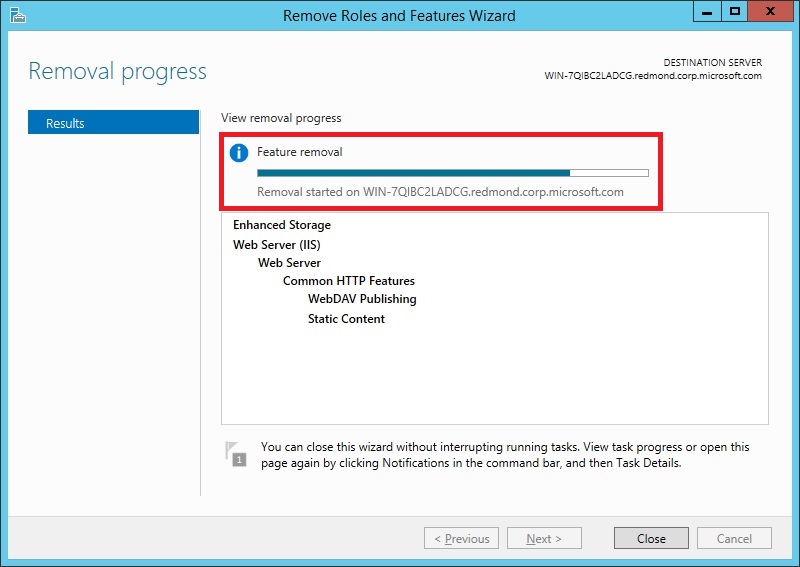 Remove Roles and Features Wizard
Removal progress
DESTINATION SERVER
WIN-7QIBC2LADCG.redmond.corp.microsoft.com
Results
View removal progress
Feature removal
Removal started on WIN-7QIBC2LADCG.redmond.corp.microsoft.com
Enhanced Storage
Web Server (IIS)
Web Server
Common HTTP Features
WebDAV Publishing
Static Content
1
You can close this wizard without interrupting running tasks. View task progress or open this
page again by clicking Notifications in the command bar, and then Task Details.
< Previous
Next >
Close
Cancel